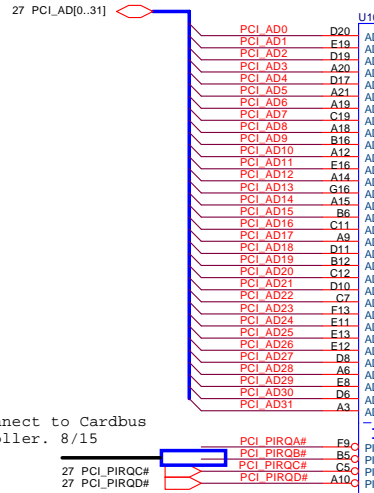 27 PCI_AD[0..31]
PCI_AD0 D20
PCI_AD1 E19
PCI_AD2 D19
PCI_AD3 A20
PCI_AD4 D17
PCI_AD5 A21
PCI_AD6 A19
PCI_AD7 C19
PCI_AD8 A18
PCI_AD9 B16
PCI_AD10 A12
PCI_AD11 E16
PCI_AD12 A14
PCI_AD13 G16
PCI_AD14 A15
PCI_AD15 B6
PCI_AD16 C11
PCI_AD17 A9
PCI_AD18 D11
PCI_AD19 B12
PCI_AD20 C12
PCI_AD21 D10
PCI_AD22 C7
PCI_AD23 F13
PCI_AD24 E11
PCI_AD25 E13
PCI_AD26 E12
PCI_AD27 D8
PCI_AD28 A6
PCI_AD29 E8
PCI_AD30 D6
PCI_AD31 A3
nnect to Cardbus
oller. 8/15
PCI_PIRQA# F9
PCI_PIRQB# B5
27 PCI_PIRQC# PCI_PIRQC# C5
27 PCI_PIRQD# PCI_PIRQD# A10